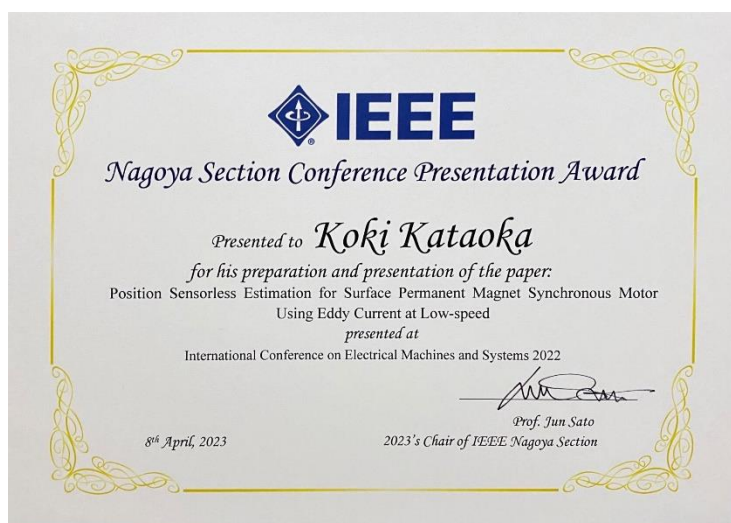 IEEE
Nagoya Section Conference Presentation Award
Presented to Koki Kataoka
for his preparation and presentation of the paper:
Position Sensorless Estimation for Surface Permanent Magnet Synchronous Motor
Using Eddy Current at Low-speed
presented at
International Conference on Electrical Machines and Systems 2022
Prof. Jun Sato
8th April, 2023 2023's Chair of IEEE Nagoya Section